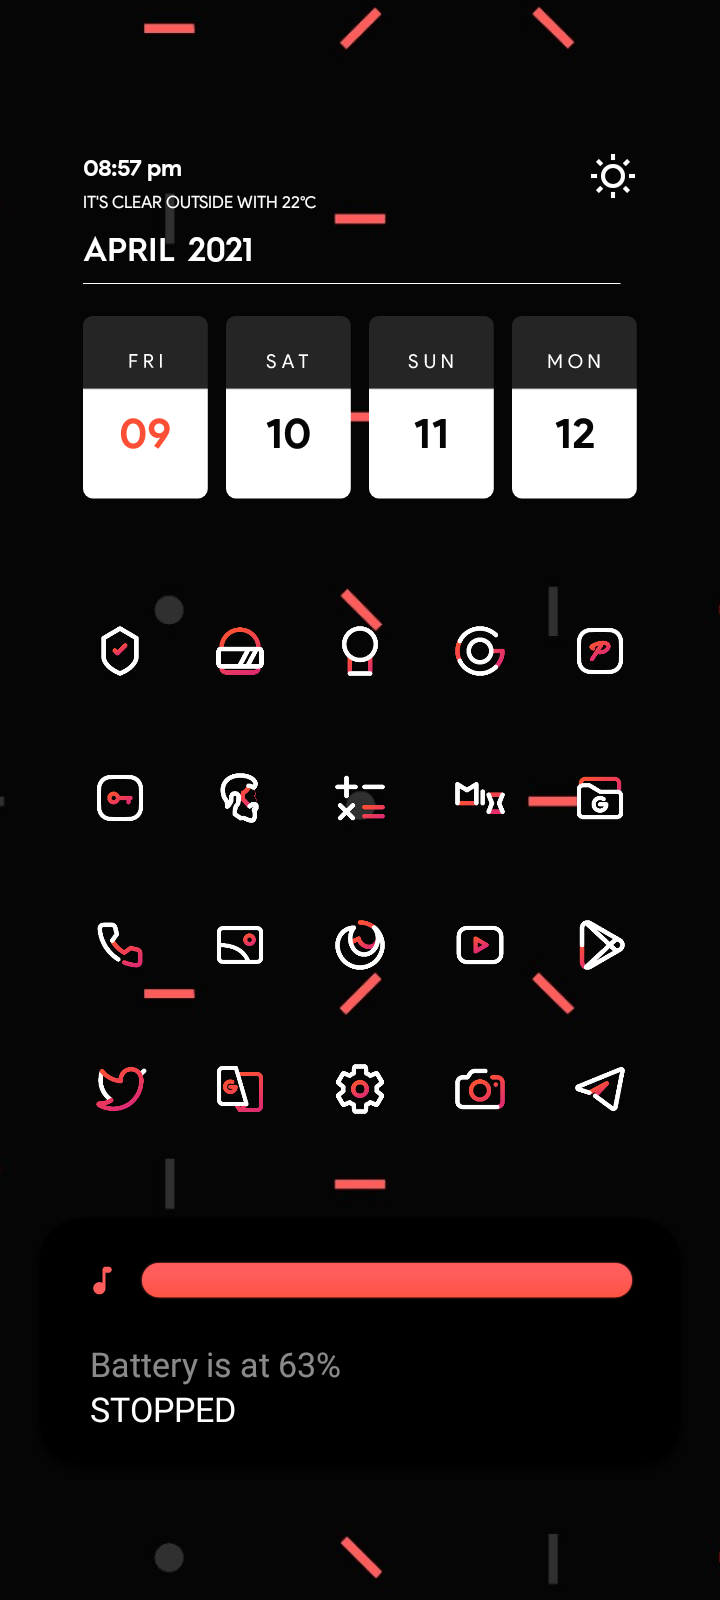 08:57 pm
IT'S CLEAR OUTSIDE WITH 22°C
APRIL 2021
FRI SAT SUN MON
09 10 11 12
P
G
Mix
G
Battery is at 63%
STOPPED